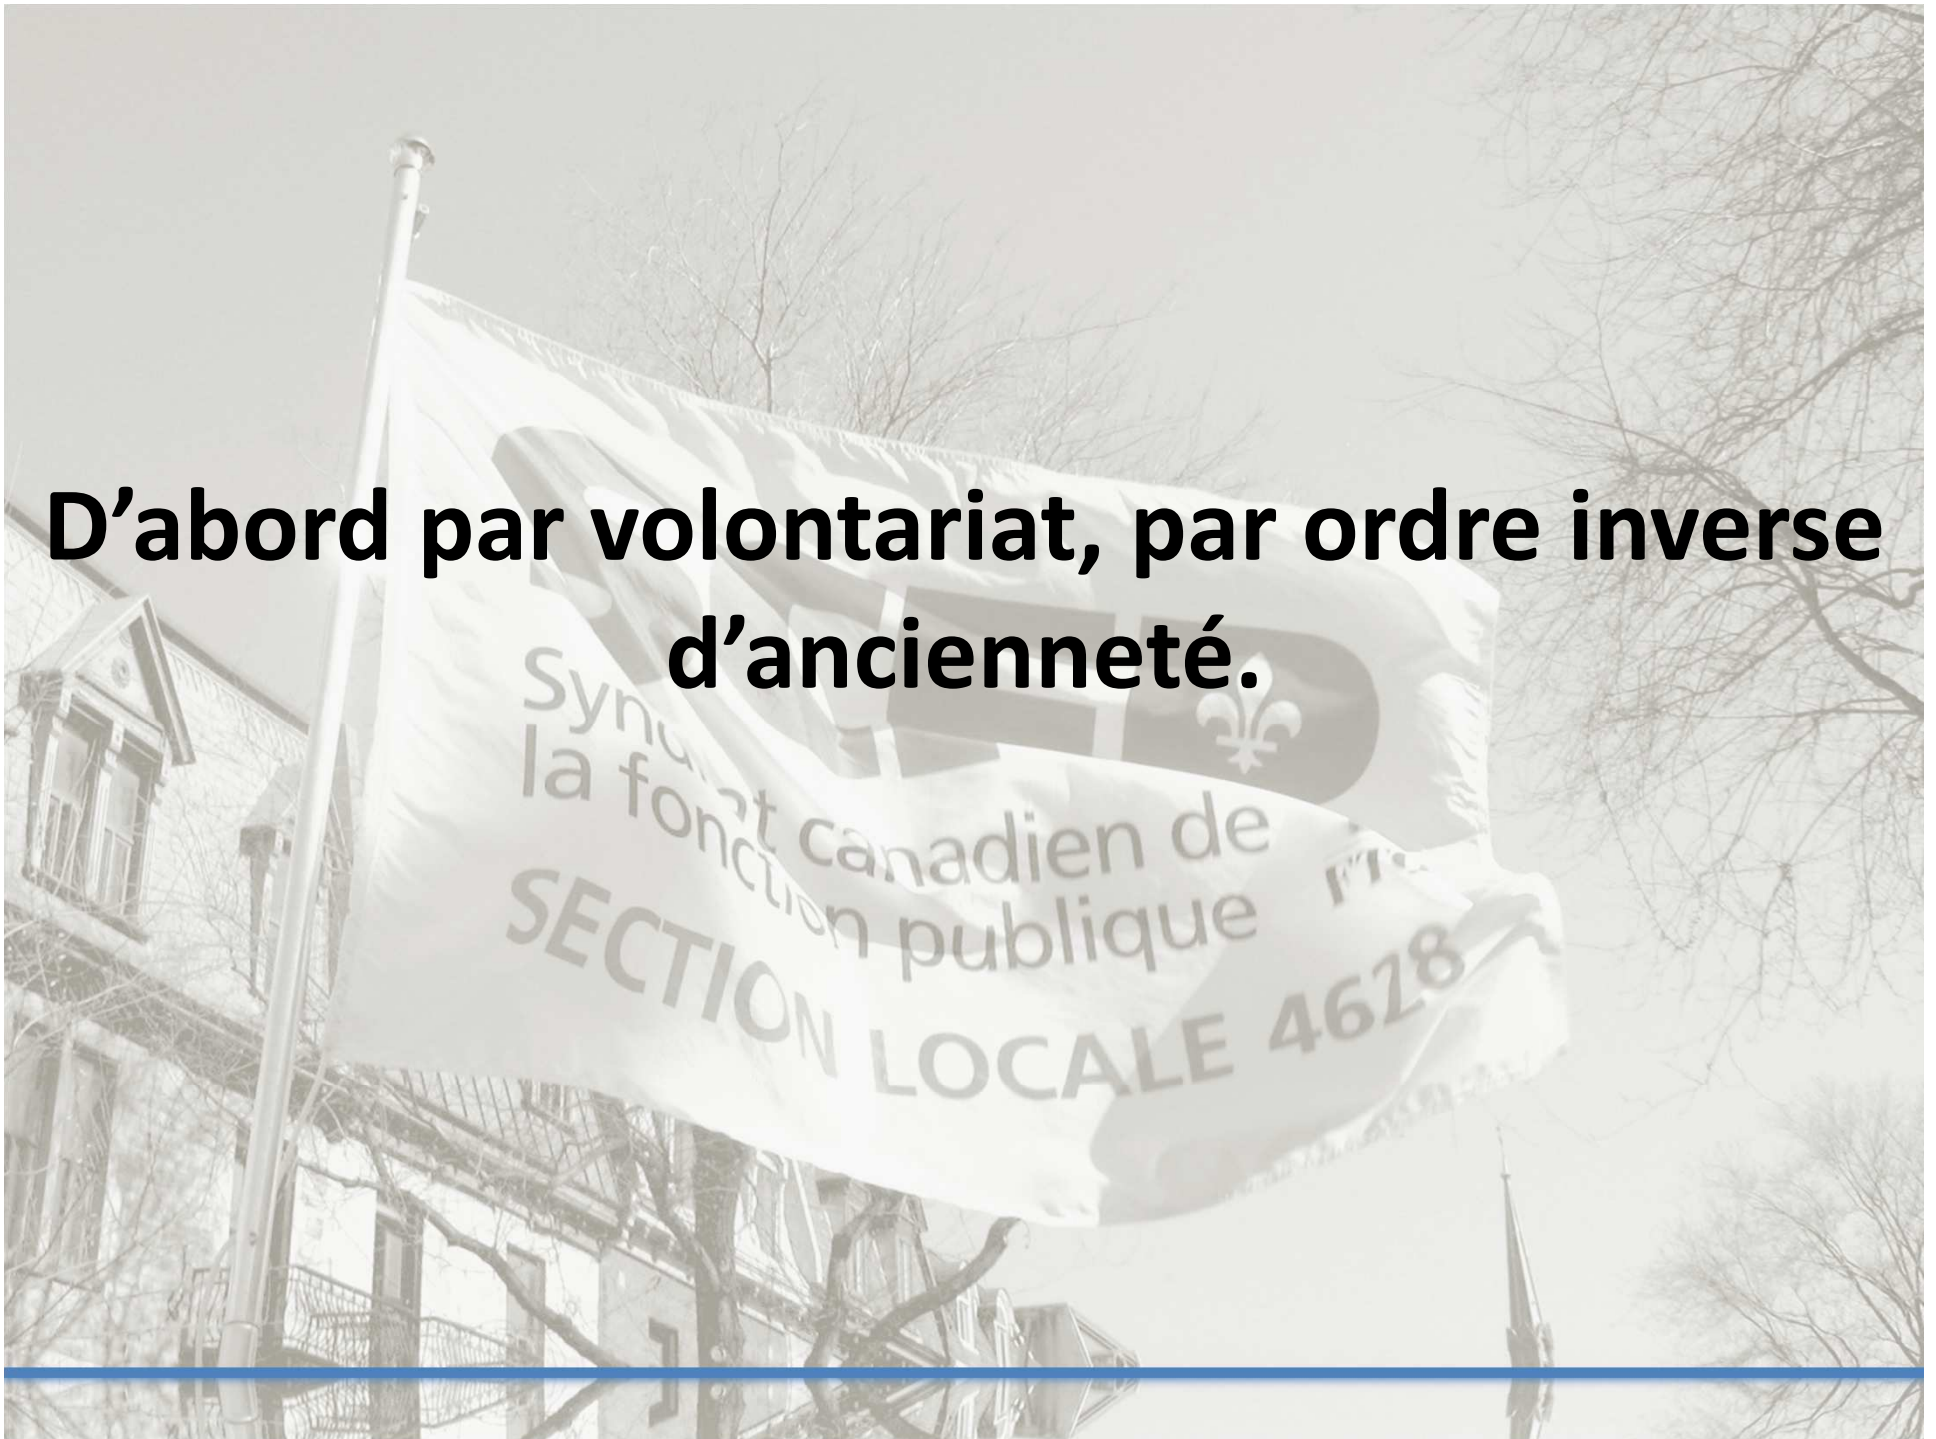 D’abord par volontariat, par ordre inverse
d’ancienneté.
canadien de
la fonction publique
SECTION LOCALE 4628